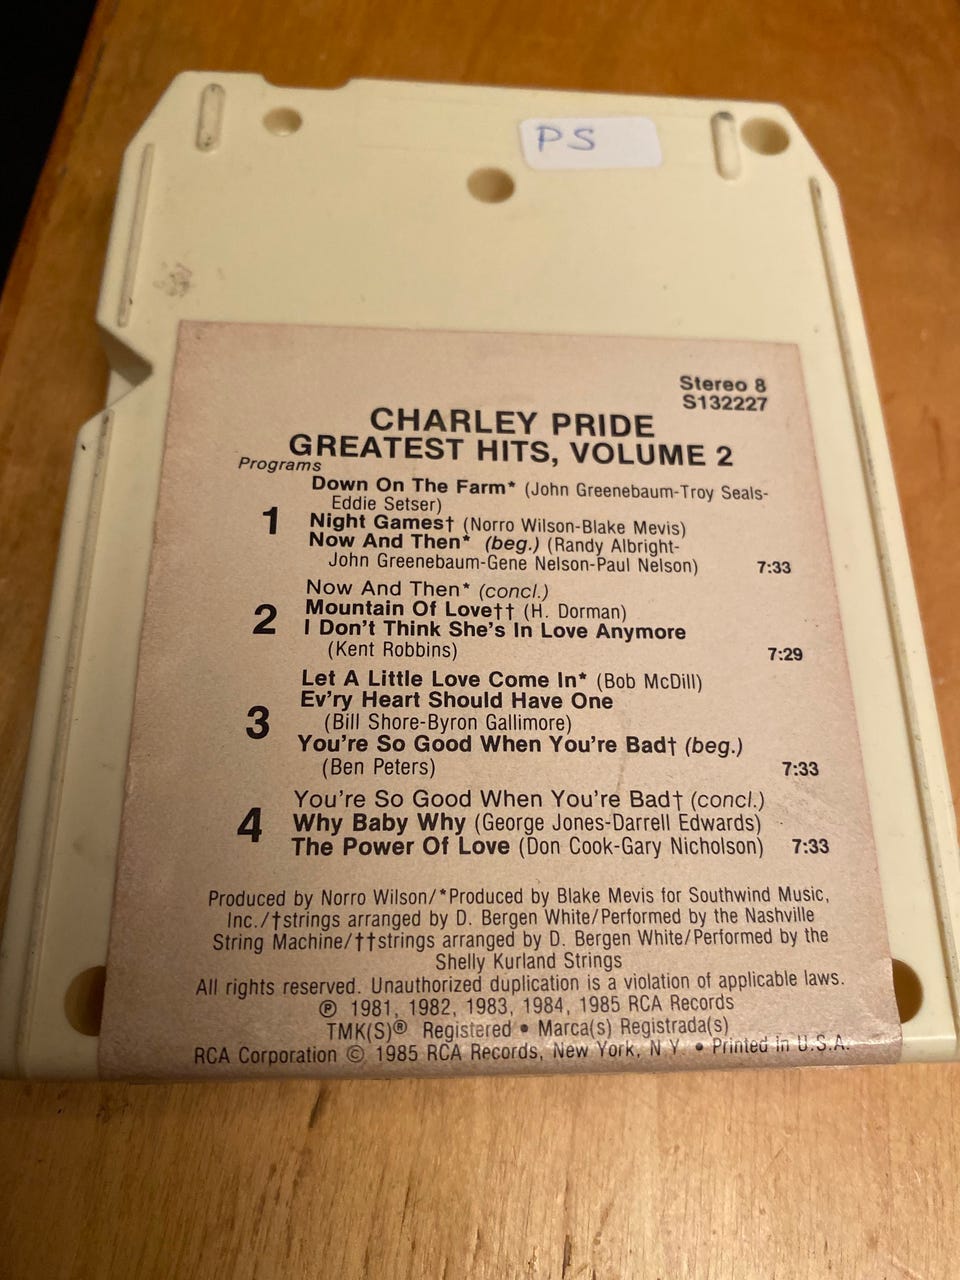 PS
Stereo 8
S132227
CHARLEY PRIDE
GREATEST HITS, VOLUME 2
Programs
Down On The Farm* (John Greenebaum-Troy Seals-
Eddie Setser)
1
Night Games† (Norro Wilson-Blake Mevis)
Now And Then* (beg.) (Randy Albright-
John Greenebaum-Gene Nelson-Paul Nelson) 7:33
Now And Then* (concl.)
2 Mountain Of Love†† (H. Dorman)
I Don't Think She's In Love Anymore
(Kent Robbins) 7:29
Let A Little Love Come In* (Bob McDill)
Ev'ry Heart Should Have One
3 (Bill Shore-Byron Gallimore)
You're So Good When You're Bad† (beg.)
(Ben Peters) 7:33
You're So Good When You're Bad† (concl.)
4 Why Baby Why (George Jones-Darrell Edwards)
The Power Of Love (Don Cook-Gary Nicholson) 7:33
Produced by Norro Wilson/*Produced by Blake Mevis for Southwind Music,
Inc./†strings arranged by D. Bergen White/Performed by the Nashville
String Machine/††strings arranged by D. Bergen White/Performed by the
Shelly Kurland Strings
All rights reserved. Unauthorized duplication is a violation of applicable laws.
℗ 1981, 1982, 1983, 1984, 1985 RCA Records
TMK(S)® Registered • Marca(s) Registrada(s)
RCA Corporation © 1985 RCA Records, New York, N.Y. • Printed in U.S.A.